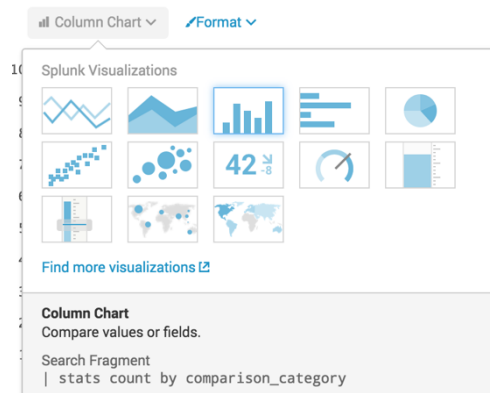 Column Chart Format
Splunk Visualizations
10
42 -8
Find more visualizations
Column Chart
Compare values or fields.
Search Fragment
| stats count by comparison_category